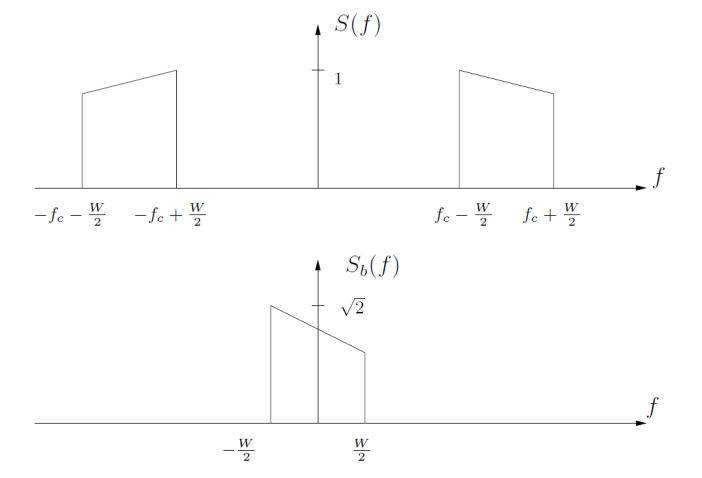 S(f)
1
f
−f_c − W/2   −f_c + W/2   f_c − W/2   f_c + W/2
S_b(f)
√2
f
−W/2   W/2